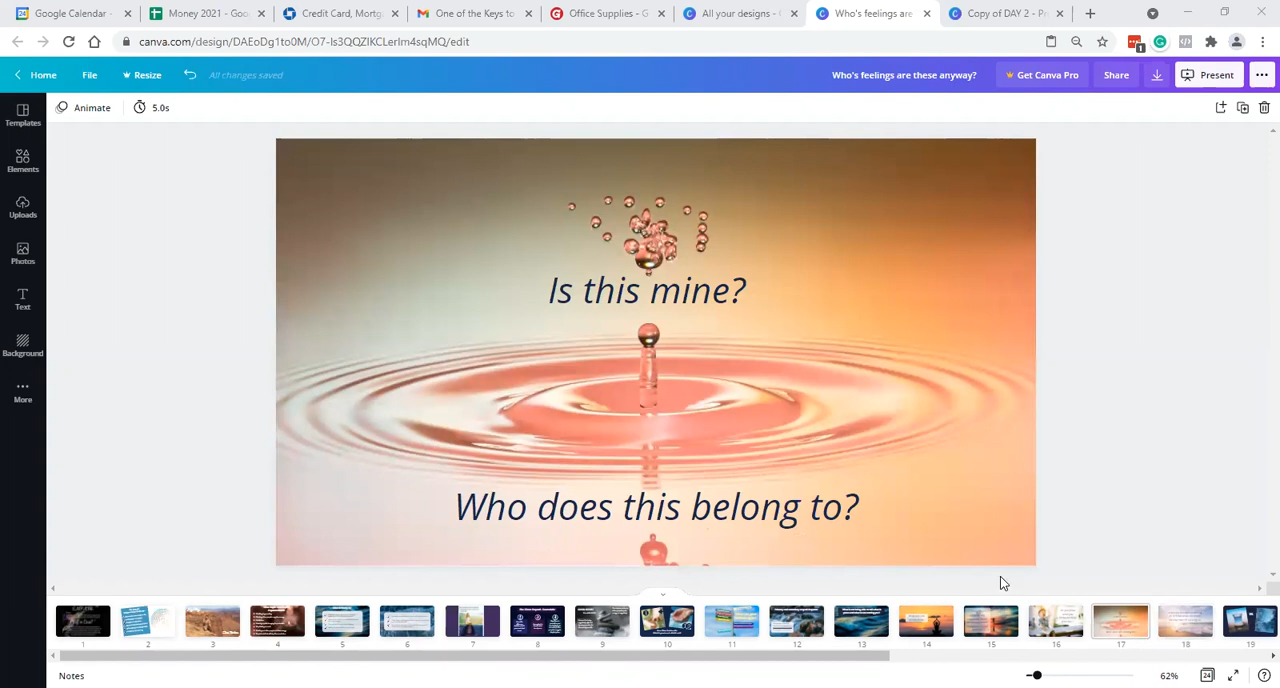 Google Calendar -
Money 2021 - Goo
Credit Card, Mortg
One of the Keys to
Office Supplies - G
All your designs - C
Who's feelings are
Copy of DAY 2 - P
canva.com/design/DAEoDg1to0M/O7-Is3QQZIKCLerIm4sqMQ/edit
Home File Resize All changes saved Who's feelings are these anyway? Get Canva Pro Share Present
Animate 5.0s
Templates
Elements
Uploads
Photos
Text
Background
More
Is this mine?
Who does this belong to?
1 2 3 4 5 6 7 8 9 10 11 12 13 14 15 16 17 18 19
Notes 62% 24